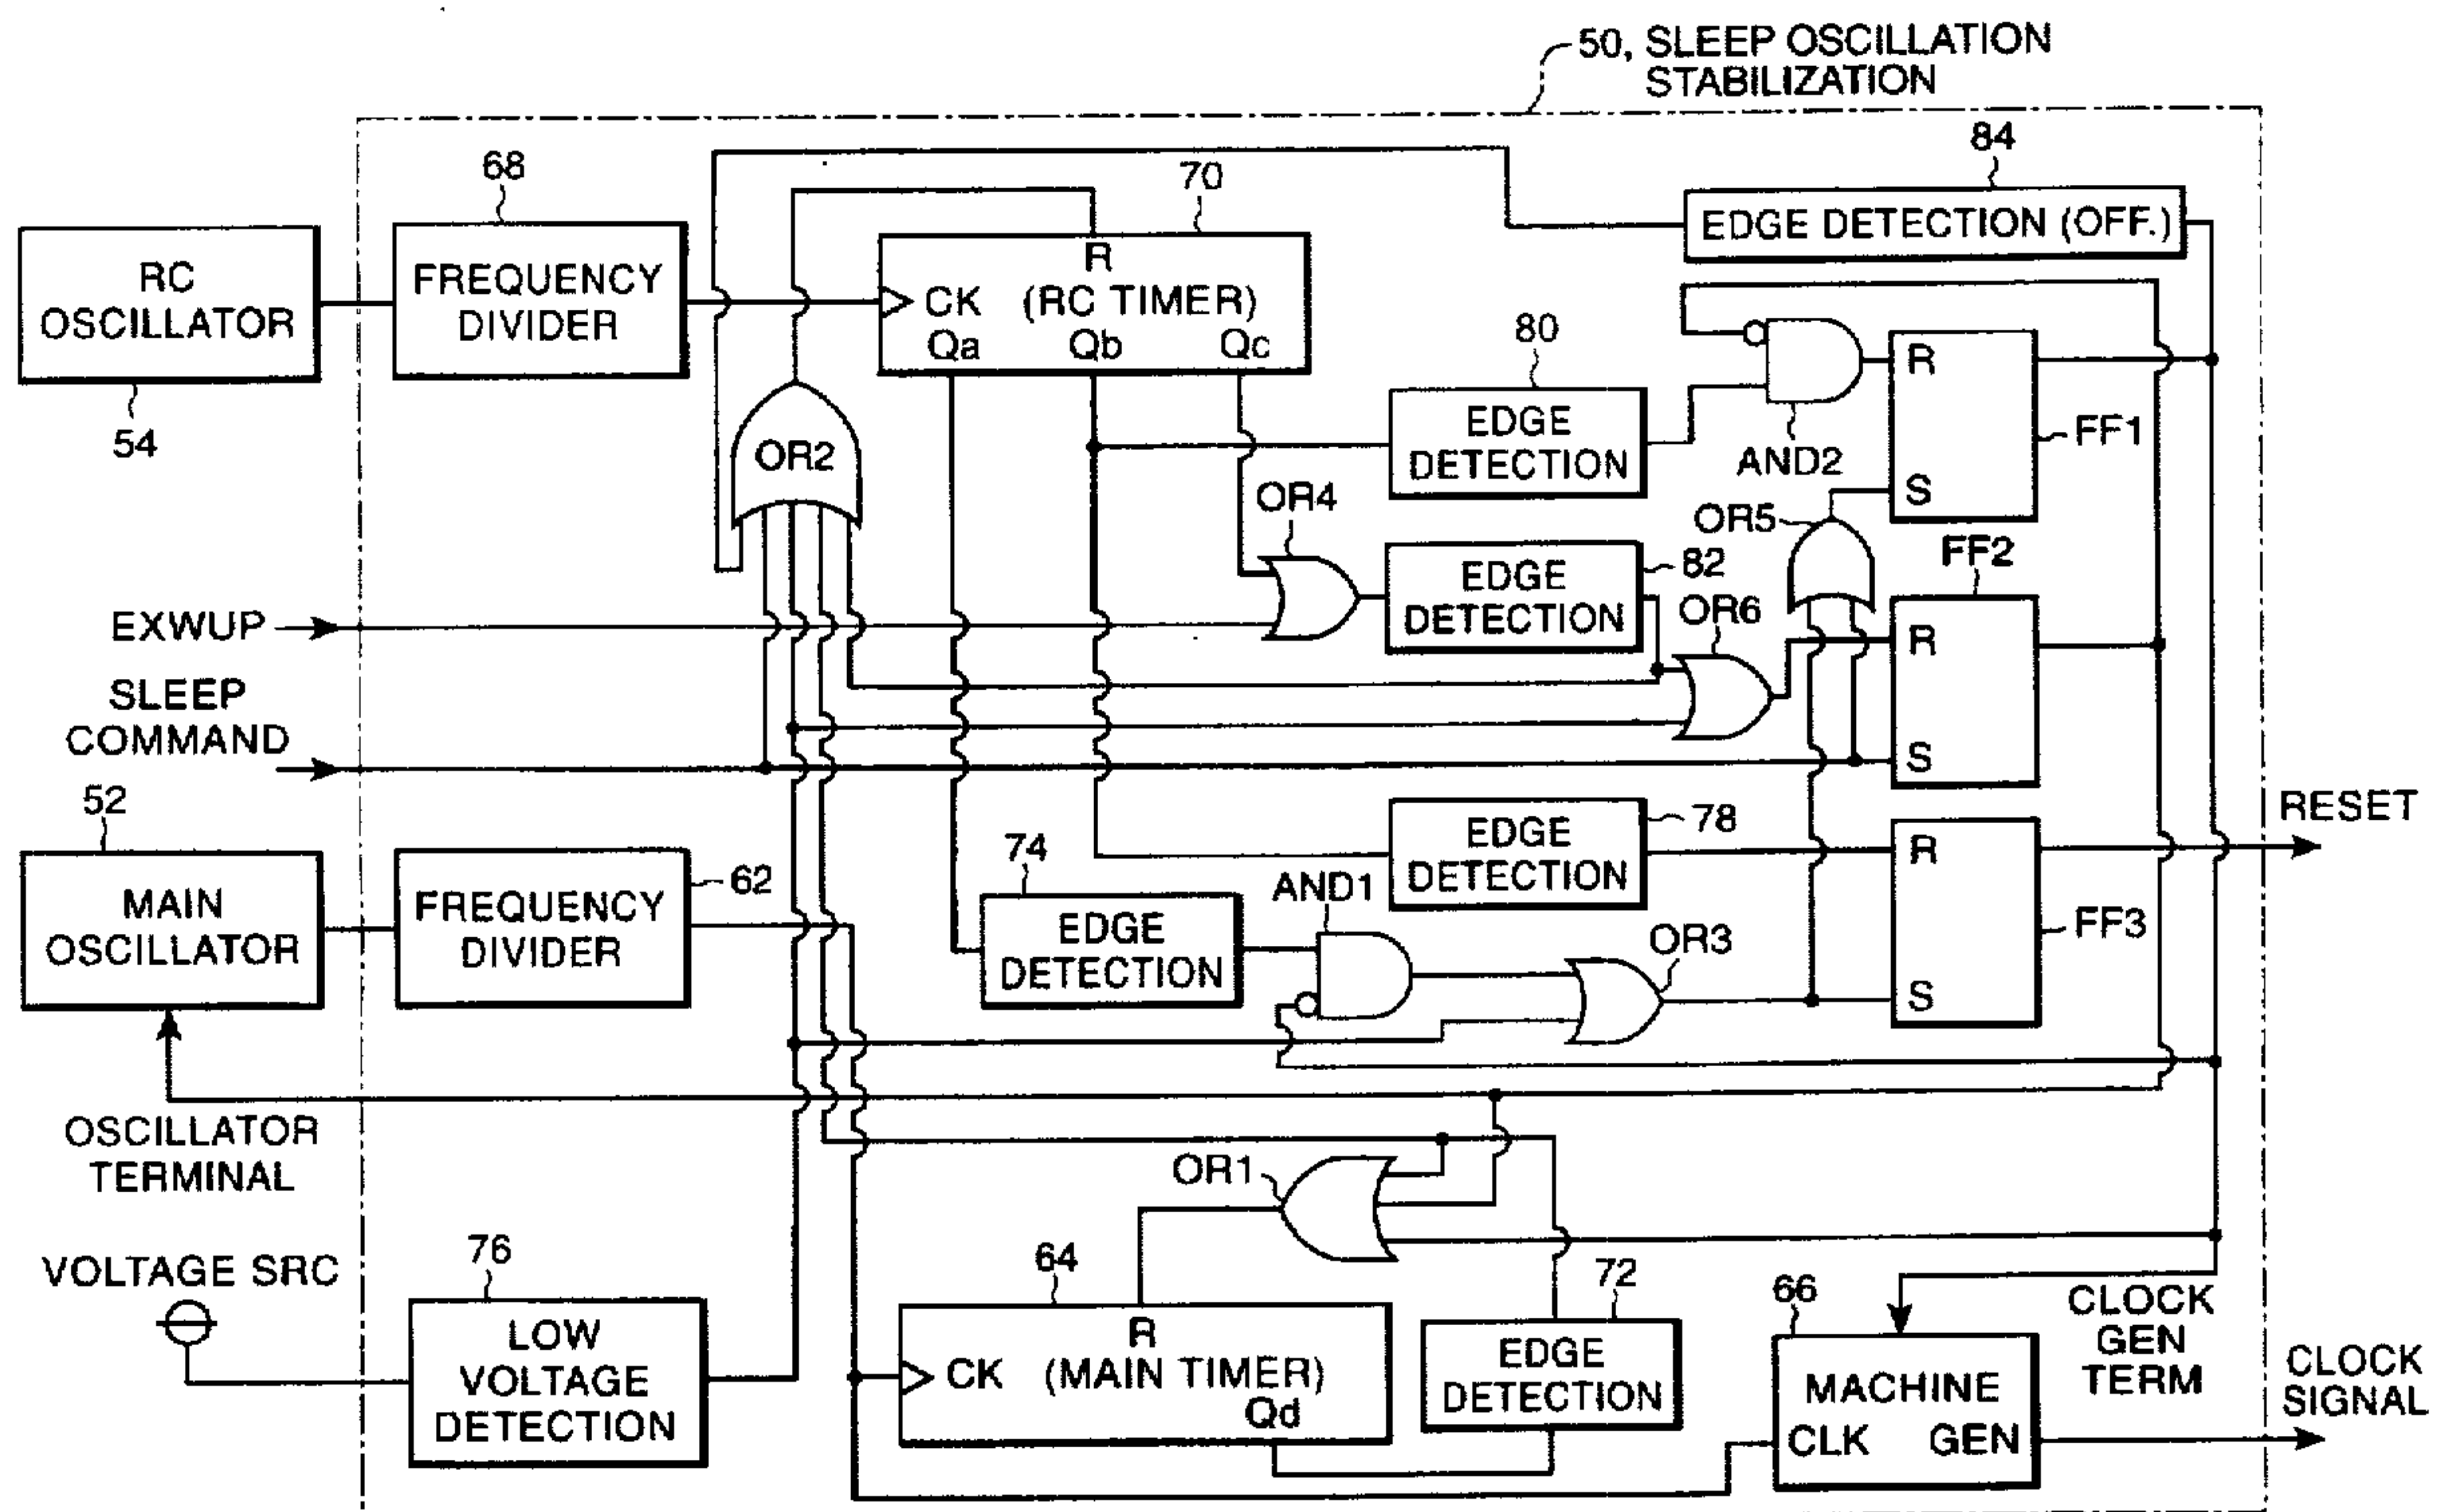 50, SLEEP OSCILLATION
STABILIZATION
84
68
70
EDGE DETECTION (OFF.)
RC
OSCILLATOR
54
FREQUENCY
DIVIDER
R
CK (RC TIMER)
Qa Qb Qc
80
EDGE
DETECTION
AND2
R
S
FF1
OR2
OR4
OR5
FF2
EDGE
DETECTION
82
OR6
EXWUP
R
S
SLEEP
COMMAND
52
MAIN
OSCILLATOR
FREQUENCY
DIVIDER
62
74
EDGE
DETECTION
AND1
EDGE
DETECTION
78
OR3
R
S
FF3
RESET
OSCILLATOR
TERMINAL
OR1
VOLTAGE SRC
76
LOW
VOLTAGE
DETECTION
64
R
CK (MAIN TIMER)
Qd
72
EDGE
DETECTION
66
MACHINE
CLK GEN
CLOCK
GEN
TERM
CLOCK
SIGNAL